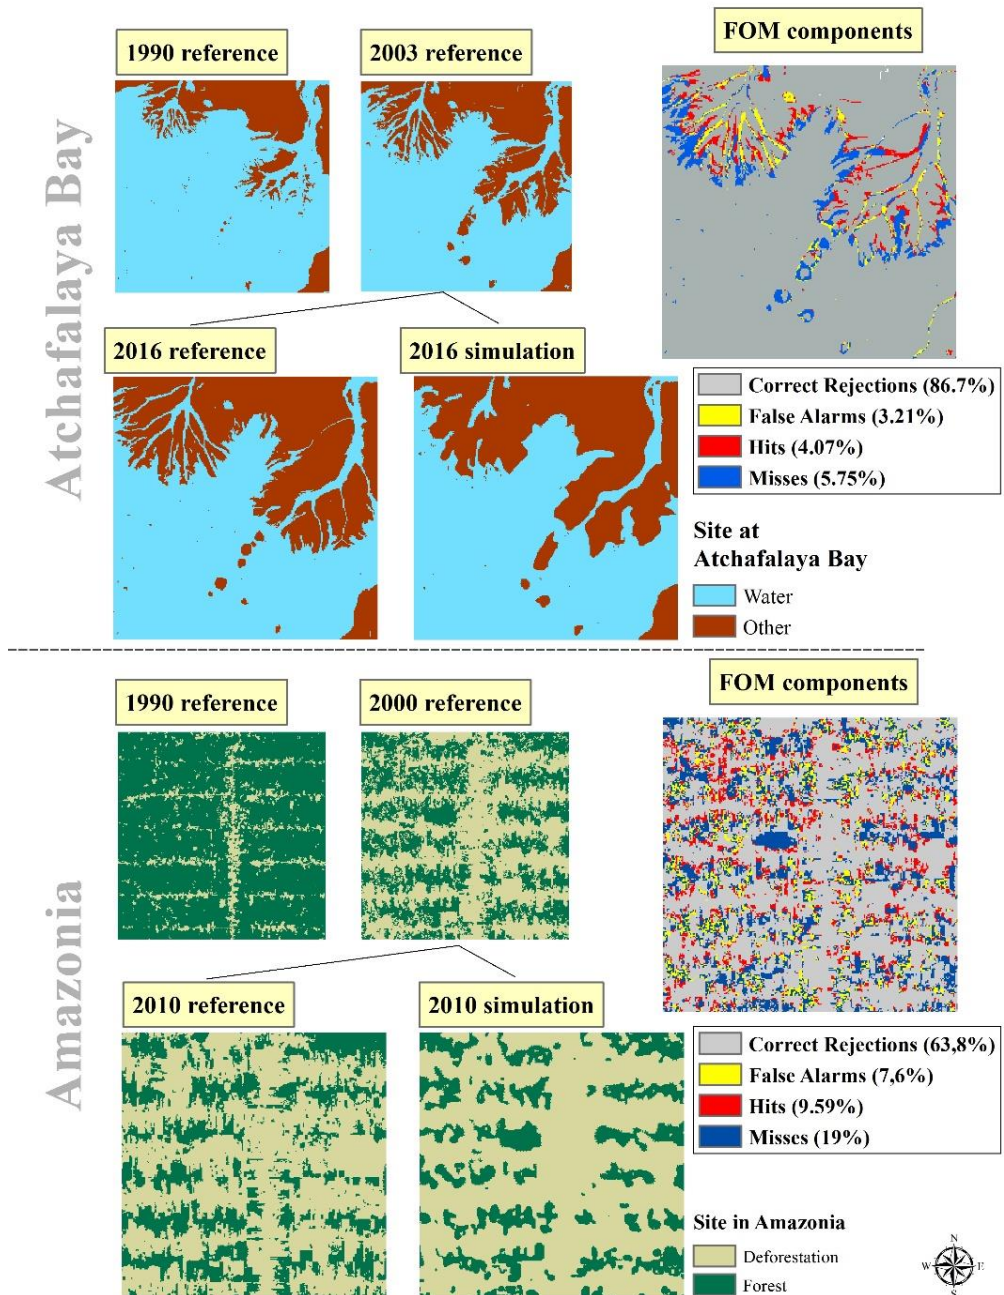 Atchafalaya Bay
1990 reference
2003 reference
FOM components
2016 reference
2016 simulation
Correct Rejections (86.7%)
False Alarms (3.21%)
Hits (4.07%)
Misses (5.75%)
Site at
Atchafalaya Bay
Water
Other
Amazonia
1990 reference
2000 reference
FOM components
2010 reference
2010 simulation
Correct Rejections (63,8%)
False Alarms (7,6%)
Hits (9.59%)
Misses (19%)
Site in Amazonia
Deforestation
Forest
N
W E
S